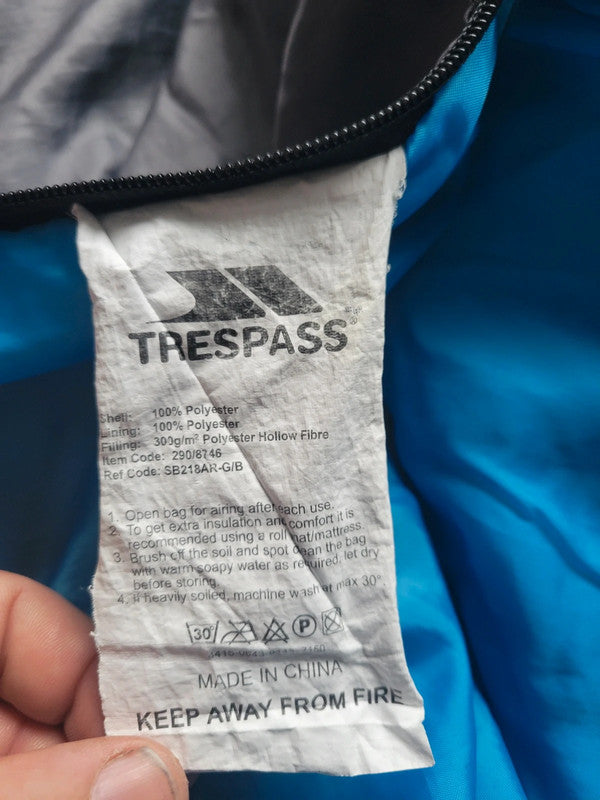 TRESPASS®
Shell: 100% Polyester
Lining: 100% Polyester
Filling: 300g/m² Polyester Hollow Fibre
Item Code: 290/8746
Ref Code: SB218AR-G/B
1. Open bag for airing after each use.
2. To get extra insulation and comfort it is
recommended using a roll mat/mattress.
3. Brush off the soil and spot clean the bag
with warm soapy water as required, let dry
before storing.
4. If heavily soiled, machine wash at max 30°
30° P
MADE IN CHINA
KEEP AWAY FROM FIRE